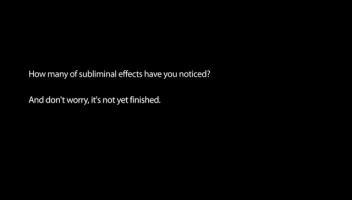 How many of subliminal effects have you noticed?
And don't worry, it's not yet finished.